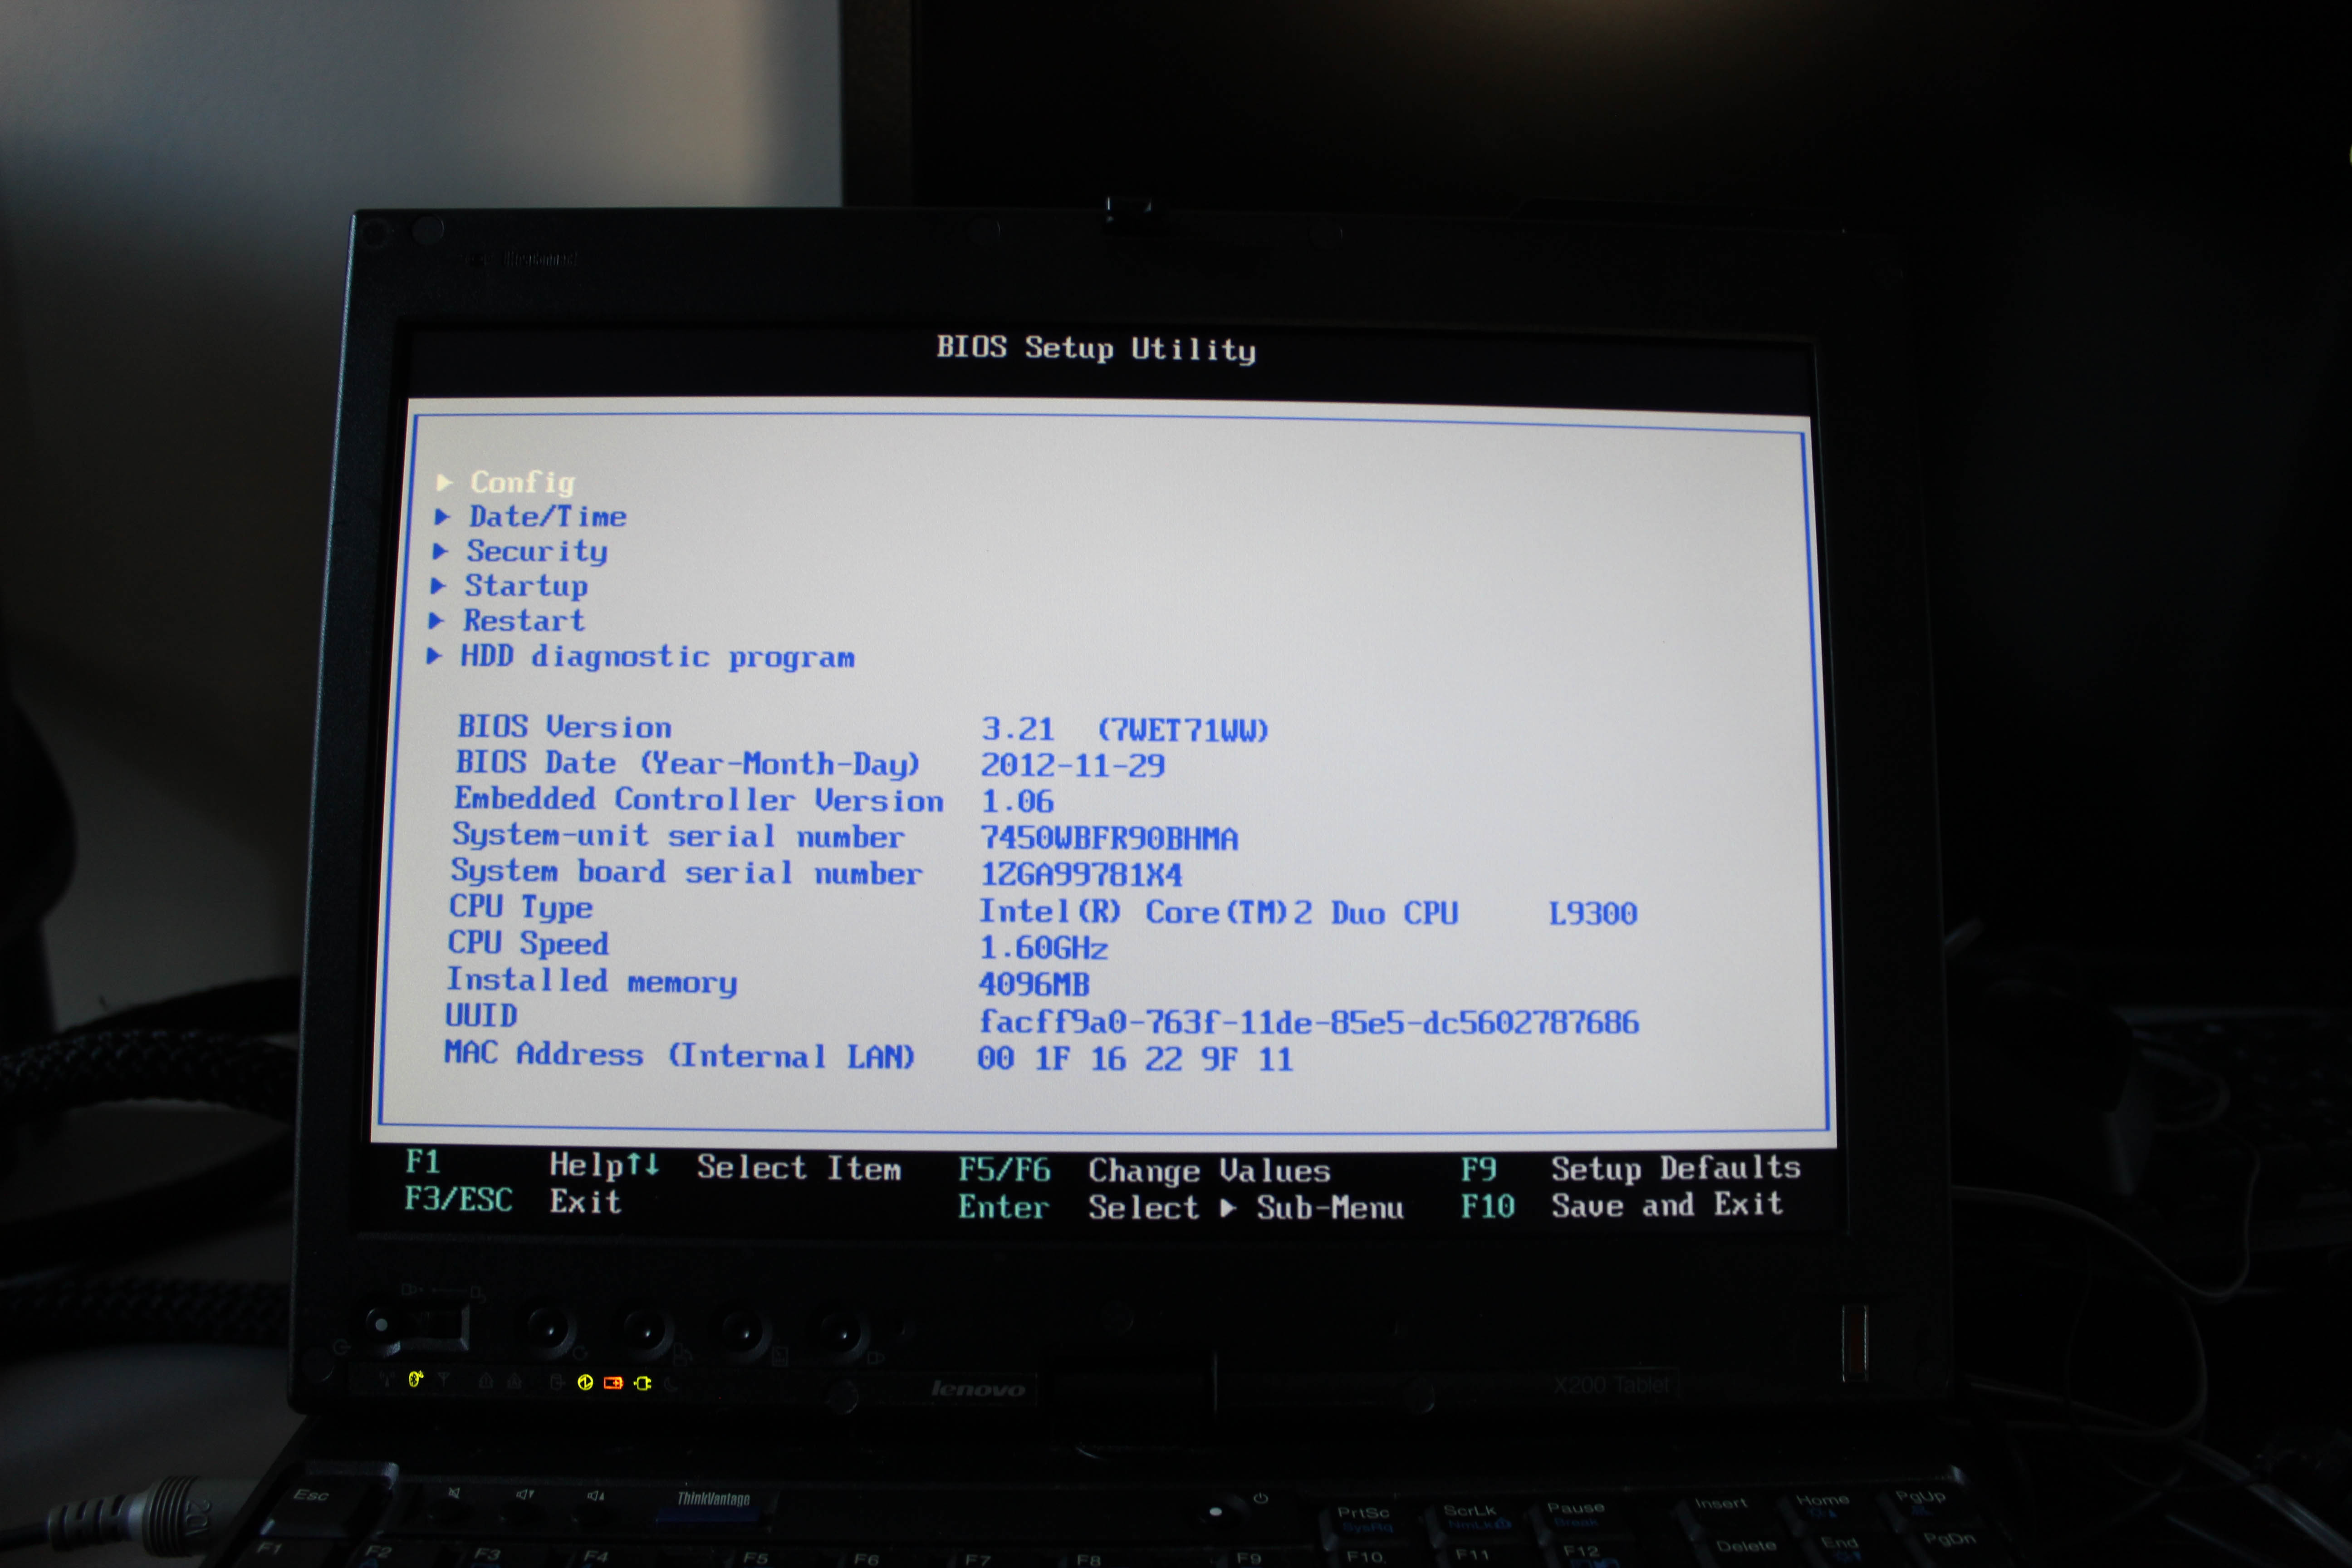 UltraConnect
BIOS Setup Utility
Config
Date/Time
Security
Startup
Restart
HDD diagnostic program
BIOS Version 3.21 (7WET71WW)
BIOS Date (Year-Month-Day) 2012-11-29
Embedded Controller Version 1.06
System-unit serial number 7450WBFR90BHMA
System board serial number 1ZGA99781X4
CPU Type Intel(R) Core(TM)2 Duo CPU L9300
CPU Speed 1.60GHz
Installed memory 4096MB
UUID facff9a0-763f-11de-85e5-dc5602787686
MAC Address (Internal LAN) 00 1F 16 22 9F 11
F1 Help↑↓ Select Item F5/F6 Change Values F9 Setup Defaults
F3/ESC Exit Enter Select ▶ Sub-Menu F10 Save and Exit
lenovo X200 Tablet
Esc ThinkVantage PrtSc ScrLk Pause Insert Home PgUp
SysRq NmLk Break
F1 F2 F3 F4 F5 F6 F7 F8 F9 F10 F11 F12 Delete End PgDn
20V